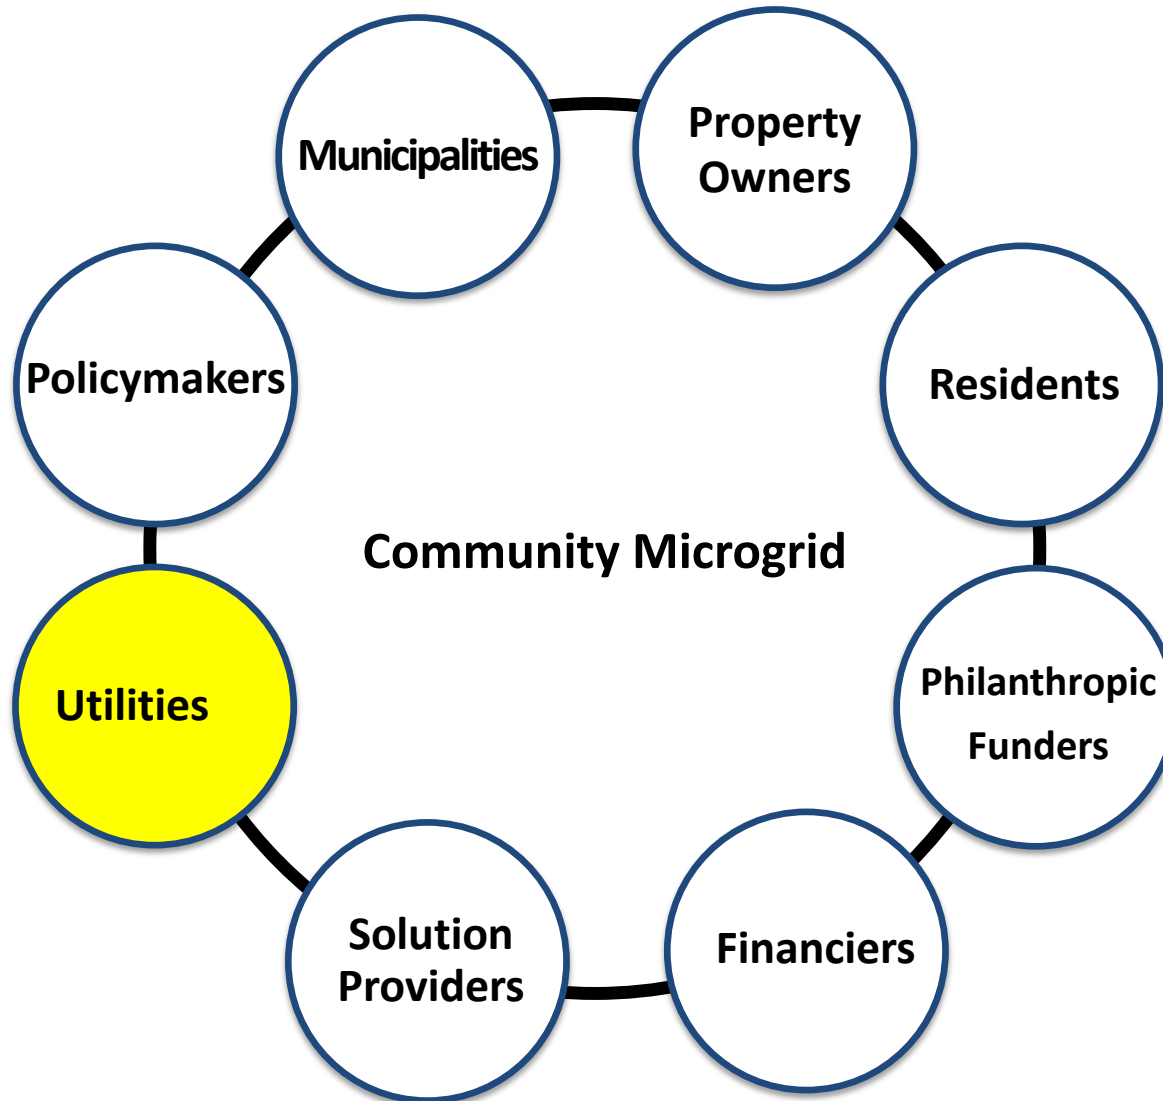 Municipalities
Property
Owners
Policymakers
Residents
Community Microgrid
Utilities
Philanthropic
Funders
Solution
Providers
Financiers